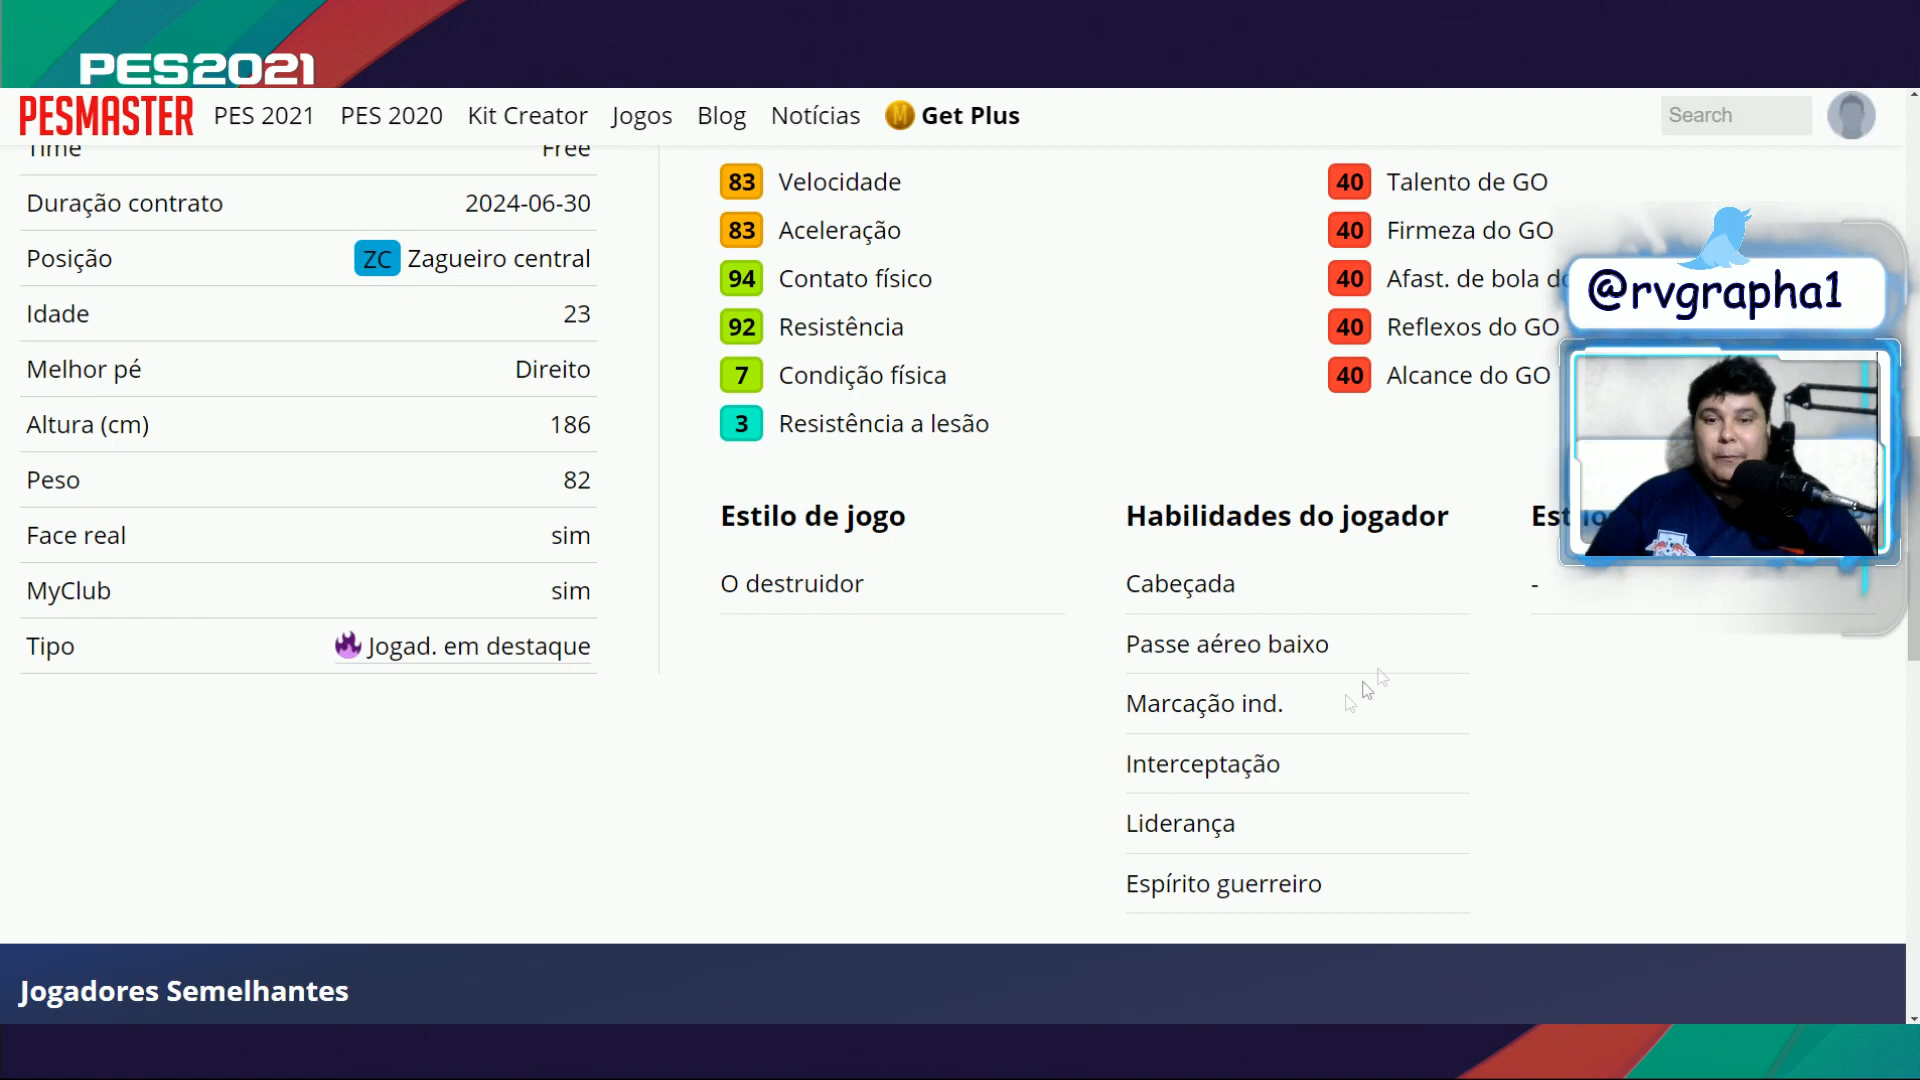 PES2021
PESMASTER PES 2021 PES 2020 Kit Creator Jogos Blog Notícias M Get Plus Search
Time Free
Duração contrato 2024-06-30
Posição ZC Zagueiro central
Idade 23
Melhor pé Direito
Altura (cm) 186
Peso 82
Face real sim
MyClub sim
Tipo Jogad. em destaque
83 Velocidade
83 Aceleração
94 Contato físico
92 Resistência
7 Condição física
3 Resistência a lesão
40 Talento de GO
40 Firmeza do GO
40 Afast. de bola do
40 Reflexos do GO
40 Alcance do GO
@rvgrapha1
Estilo de jogo
O destruidor
Habilidades do jogador
Cabeçada
Passe aéreo baixo
Marcação ind.
Interceptação
Liderança
Espírito guerreiro
-
Jogadores Semelhantes